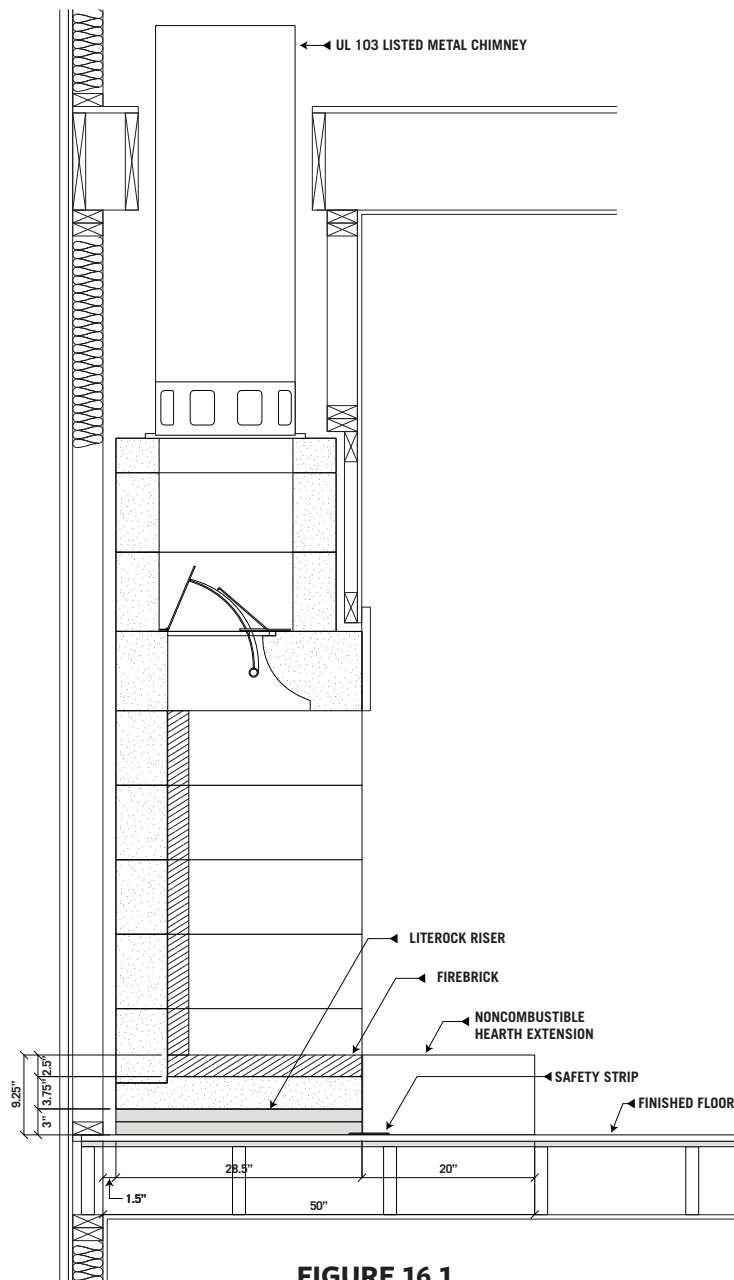 UL 103 LISTED METAL CHIMNEY
LITEROCK RISER
FIREBRICK
NONCOMBUSTIBLE
HEARTH EXTENSION
SAFETY STRIP
FINISHED FLOOR
9.25"
2.5"
3.75"
3"
28.5"
20"
1.5"
50"
FIGURE 16.1